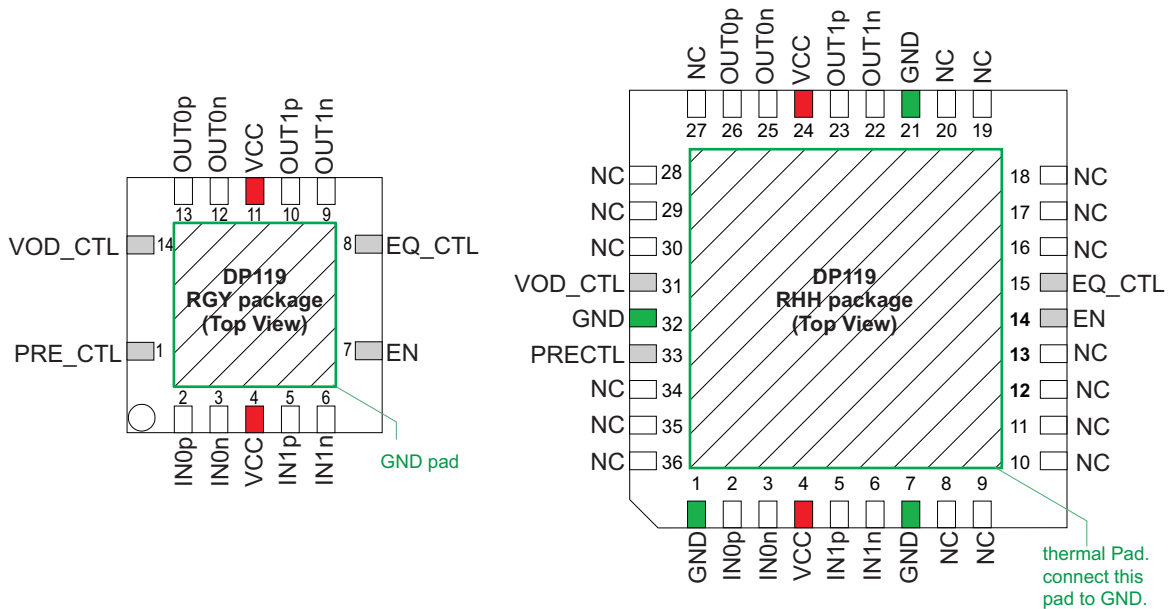 OUT0p
OUT0n
VCC
OUT1p
OUT1n
13
12
11
10
9
VOD_CTL
14
8
EQ_CTL
DP119
RGY package
(Top View)
PRE_CTL
1
7
EN
2
3
4
5
6
IN0p
IN0n
VCC
IN1p
IN1n
GND pad
NC
OUT0p
OUT0n
VCC
OUT1p
OUT1n
GND
NC
NC
27
26
25
24
23
22
21
20
19
NC 28
NC 29
NC 30
VOD_CTL 31
GND 32
PRECTL 33
NC 34
NC 35
NC 36
DP119
RHH package
(Top View)
18 NC
17 NC
16 NC
15 EQ_CTL
14 EN
13 NC
12 NC
11 NC
10 NC
1
2
3
4
5
6
7
8
9
GND
IN0p
IN0n
VCC
IN1p
IN1n
GND
NC
NC
thermal Pad.
connect this
pad to GND.